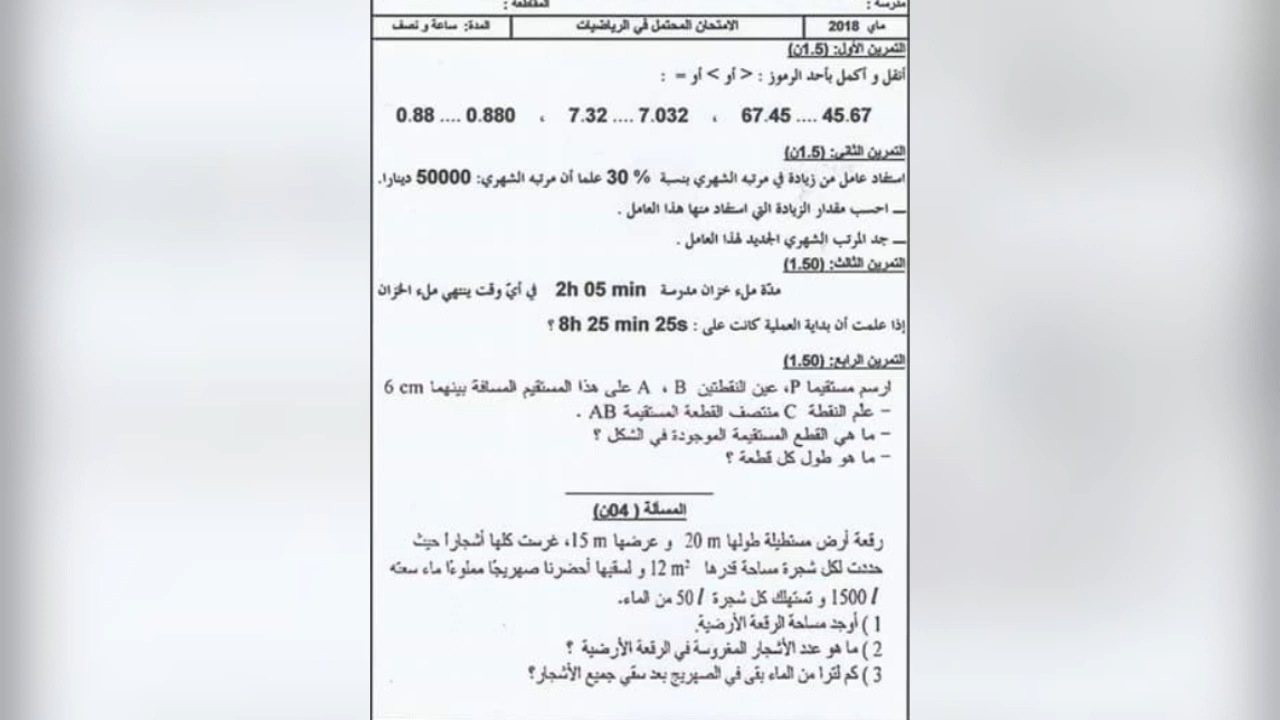 مدرسة : المقاطعة :
ماي 2018 الامتحان المحتمل في الرياضيات المدة: ساعة و نصف
التمرين الأول: (1.5ن)
أنقل و أكمل بأحد الرموز : < أو > أو = :
0.88 .... 0.880 ، 7.32 .... 7.032 ، 67.45 .... 45.67
التمرين الثاني: (1.5ن)
استفاد عامل من زيادة في مرتبه الشهري بنسبة 30 % علما أن مرتبه الشهري: 50000 دينارا.
ـــ احسب مقدار الزيادة التي استفاد منها هذا العامل .
ـــ جد المرتب الشهري الجديد لهذا العامل .
التمرين الثالث: (1.50)
مدّة ملء خزان مدرسة 2h 05 min في أيّ وقت ينتهي ملء الخزان
إذا علمت أن بداية العملية كانت على : 8h 25 min 25s ؟
التمرين الرابع: (1.50)
ارسم مستقيما P، عين النقطتين A ، B على هذا المستقيم المسافة بينهما 6 cm
– علم النقطة C منتصف القطعة المستقيمة AB .
– ما هي القطع المستقيمة الموجودة في الشكل ؟
– ما هو طول كل قطعة ؟
المسألة ( 04ن)
رقعة أرض مستطيلة طولها 20 m و عرضها 15 m، غرست كلها أشجاراً حيث
حددت لكل شجرة مساحة قدرها 12 m² و لسقيها أحضرنا صهريجًا مملوءًا ماء سعته
1500 l و تستهلك كل شجرة 50 l من الماء.
1 ) أوجد مساحة الرقعة الأرضية.
2 ) ما هو عدد الأشجار المغروسة في الرقعة الأرضية ؟
3 ) كم لترا من الماء بقى في الصهريج بعد سقي جميع الأشجار؟